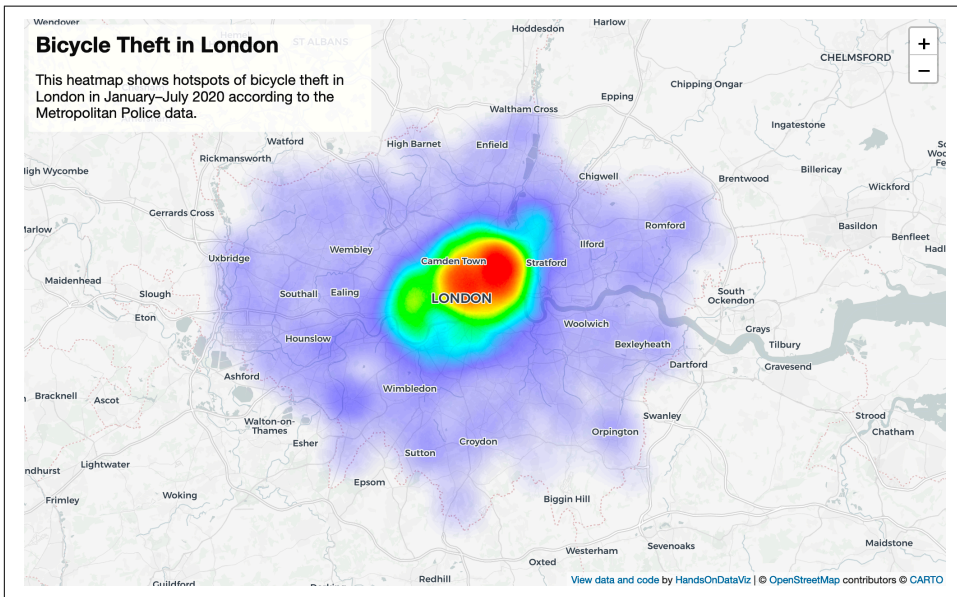 Wendover
Hoddesdon
Harlow
Bicycle Theft in London
ST ALBANS
This heatmap shows hotspots of bicycle theft in
London in January–July 2020 according to the
Metropolitan Police data.
+
−
CHELMSFORD
Chipping Ongar
Epping
Waltham Cross
Ingatestone
Watford
High Barnet
Enfield
Rickmansworth
High Wycombe
Chigwell
Brentwood
Billericay
Wickford
Gerrards Cross
Romford
Basildon
Benfleet
Wembley
Ilford
Uxbridge
Camden Town
Stratford
Maidenhead
Slough
Southall
Ealing
LONDON
South
Ockendon
Eton
Woolwich
Grays
Hounslow
Bexleyheath
Tilbury
Dartford
Gravesend
Ashford
Wimbledon
Bracknell
Ascot
Walton-on-
Thames
Swanley
Strood
Esher
Croydon
Orpington
Chatham
Sutton
Lightwater
Epsom
Frimley
Woking
Biggin Hill
Maidstone
Westerham
Sevenoaks
Oxted
Redhill
Guildford
View data and code by HandsOnDataViz | © OpenStreetMap contributors © CARTO